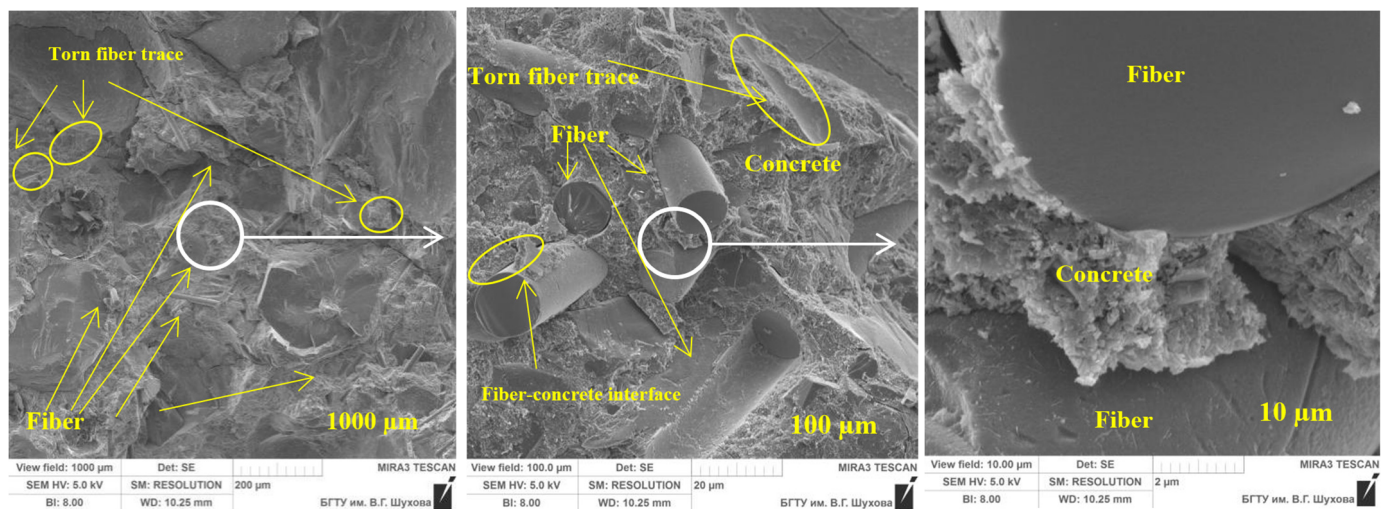 Torn fiber trace
Fiber
1000 μm
View field: 1000 μm Det: SE MIRA3 TESCAN
SEM HV: 5.0 kV SM: RESOLUTION 200 μm
BI: 8.00 WD: 10.25 mm БГТУ им. В.Г. Шухова
Torn fiber trace
Fiber
Concrete
Fiber-concrete interface
100 μm
View field: 100.0 μm Det: SE MIRA3 TESCAN
SEM HV: 5.0 kV SM: RESOLUTION 20 μm
BI: 8.00 WD: 10.25 mm БГТУ им. В.Г. Шухова
Fiber
Concrete
Fiber
10 μm
View field: 10.00 μm Det: SE MIRA3 TESCAN
SEM HV: 5.0 kV SM: RESOLUTION 2 μm
BI: 8.00 WD: 10.25 mm БГТУ им. В.Г. Шухова